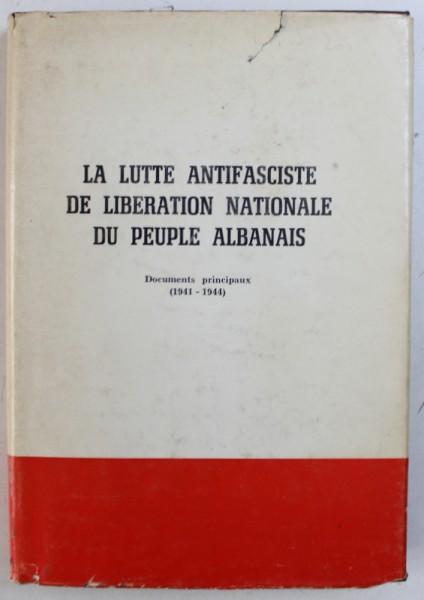 LA LUTTE ANTIFASCISTE
DE LIBERATION NATIONALE
DU PEUPLE ALBANAIS
Documents principaux
(1941 - 1944)